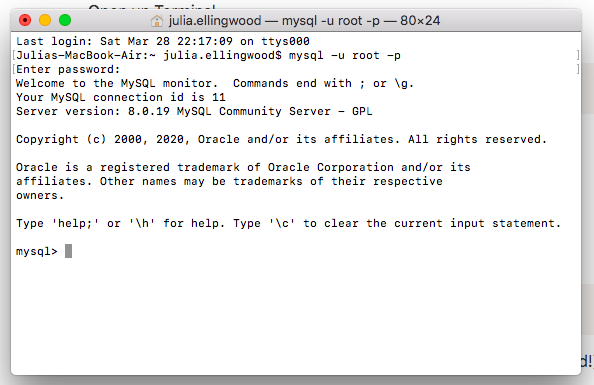 Open up Terminal
julia.ellingwood — mysql -u root -p — 80×24
Last login: Sat Mar 28 22:17:09 on ttys000
[Julias-MacBook-Air:~ julia.ellingwood$ mysql -u root -p ]
[Enter password: ]
Welcome to the MySQL monitor.  Commands end with ; or \g.
Your MySQL connection id is 11
Server version: 8.0.19 MySQL Community Server - GPL
Copyright (c) 2000, 2020, Oracle and/or its affiliates. All rights reserved.
Oracle is a registered trademark of Oracle Corporation and/or its
affiliates. Other names may be trademarks of their respective
owners.
Type 'help;' or '\h' for help. Type '\c' to clear the current input statement.
mysql>
d!